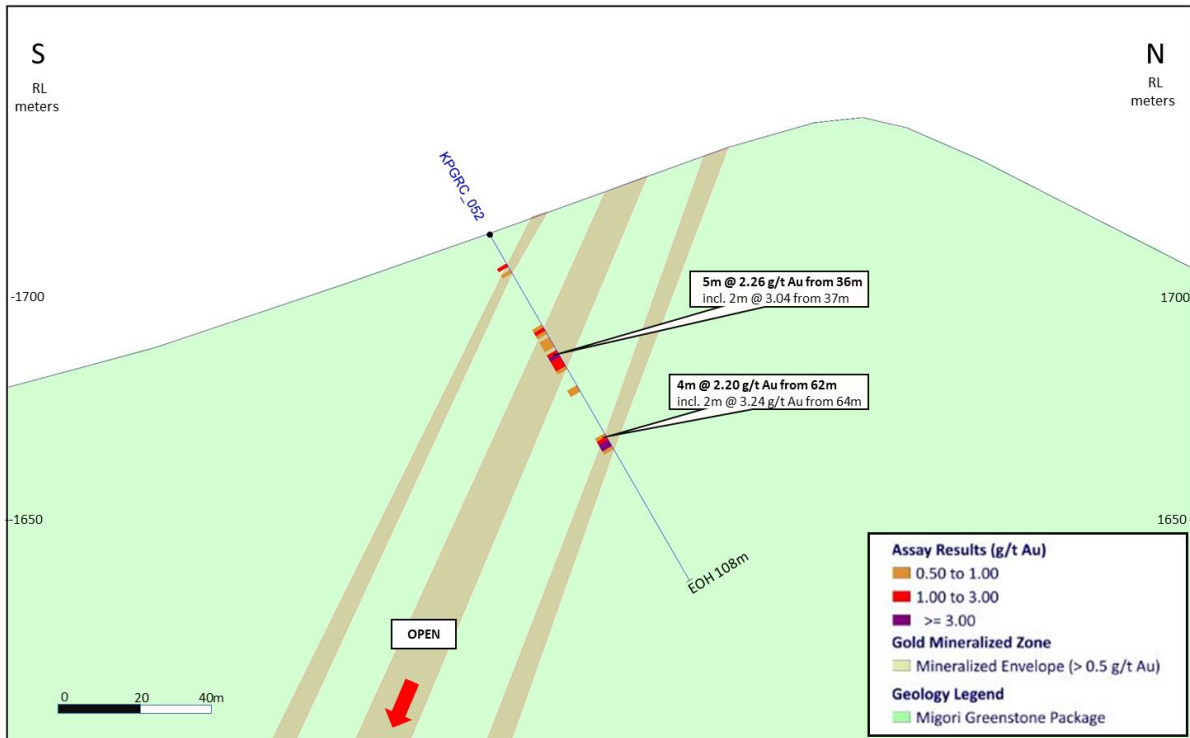 S
N
RL
meters
RL
meters
KPGRC_052
5m @ 2.26 g/t Au from 36m
incl. 2m @ 3.04 from 37m
1700
1700
4m @ 2.20 g/t Au from 62m
incl. 2m @ 3.24 g/t Au from 64m
1650
1650
EOH 108m
OPEN
0 20 40m
Assay Results (g/t Au)
0.50 to 1.00
1.00 to 3.00
>= 3.00
Gold Mineralized Zone
Mineralized Envelope (> 0.5 g/t Au)
Geology Legend
Migori Greenstone Package